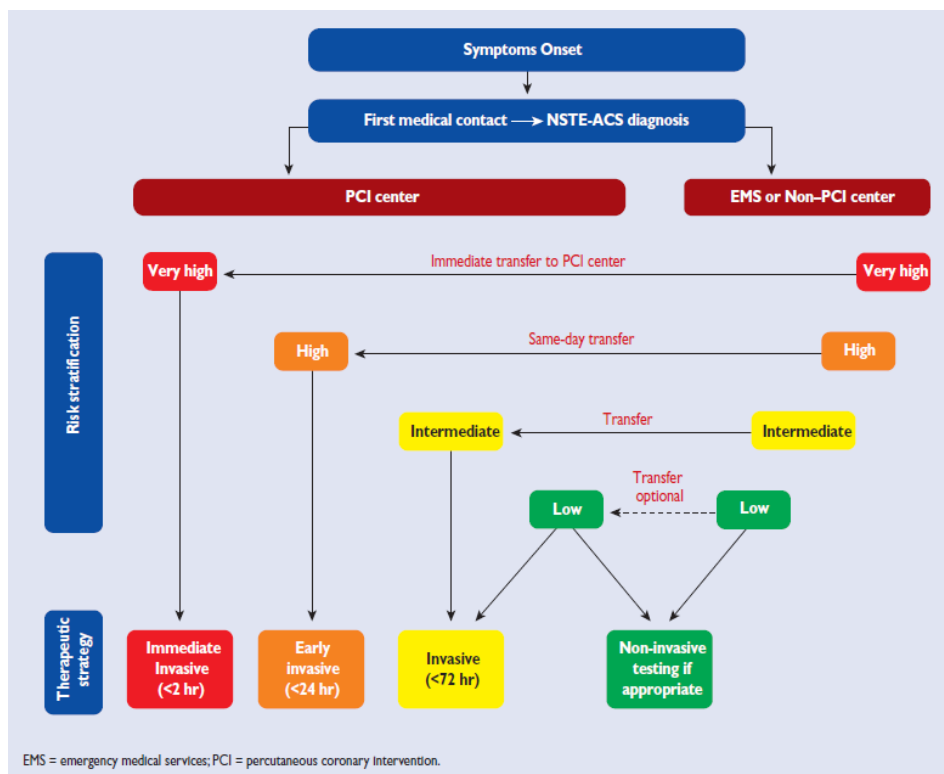 Symptoms Onset
First medical contact → NSTE-ACS diagnosis
PCI center
EMS or Non–PCI center
Risk stratification
Very high
Immediate transfer to PCI center
Very high
High
Same-day transfer
High
Intermediate
Transfer
Intermediate
Transfer
optional
Low
Low
Therapeutic
strategy
Immediate
Invasive
(<2 hr)
Early
invasive
(<24 hr)
Invasive
(<72 hr)
Non-invasive
testing if
appropriate
EMS = emergency medical services; PCI = percutaneous coronary intervention.